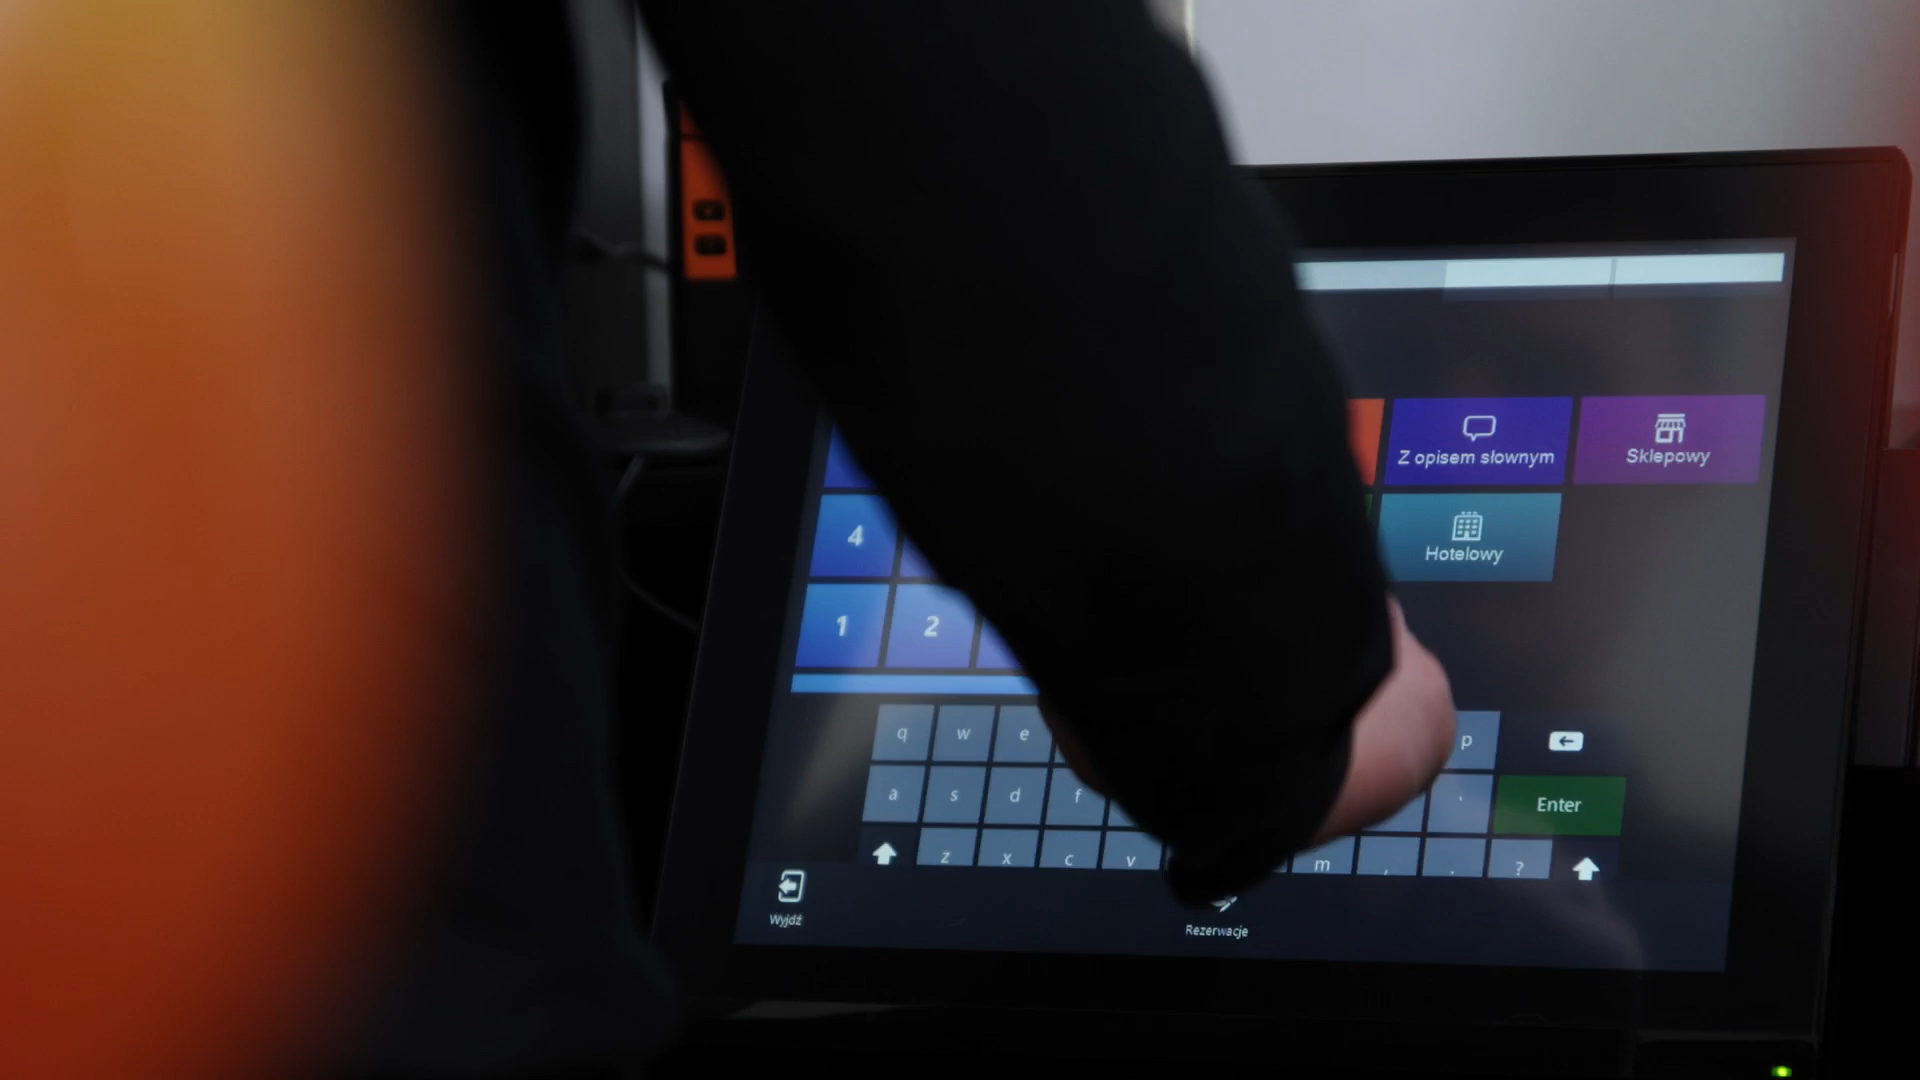 Z opisem słownym
Sklepowy
4
Hotelowy
1 2
q w e p
a s d f ' Enter
z x c v m , . ?
Wyjdź
Rezerwacje